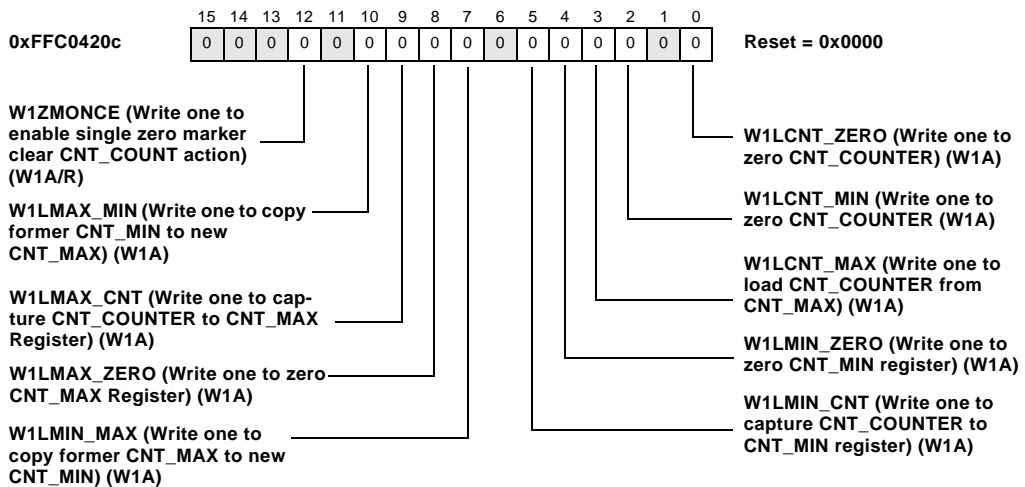 15 14 13 12 11 10 9 8 7 6 5 4 3 2 1 0
0xFFC0420c
0 0 0 0 0 0 0 0 0 0 0 0 0 0 0 0
Reset = 0x0000
W1ZMONCE (Write one to
enable single zero marker
clear CNT_COUNT action)
(W1A/R)
W1LMAX_MIN (Write one to copy
former CNT_MIN to new
CNT_MAX) (W1A)
W1LMAX_CNT (Write one to cap-
ture CNT_COUNTER to CNT_MAX
Register) (W1A)
W1LMAX_ZERO (Write one to zero
CNT_MAX Register) (W1A)
W1LMIN_MAX (Write one to
copy former CNT_MAX to new
CNT_MIN) (W1A)
W1LCNT_ZERO (Write one to
zero CNT_COUNTER) (W1A)
W1LCNT_MIN (Write one to
zero CNT_COUNTER (W1A)
W1LCNT_MAX (Write one to
load CNT_COUNTER from
CNT_MAX) (W1A)
W1LMIN_ZERO (Write one to
zero CNT_MIN register) (W1A)
W1LMIN_CNT (Write one to
capture CNT_COUNTER to
CNT_MIN register) (W1A)